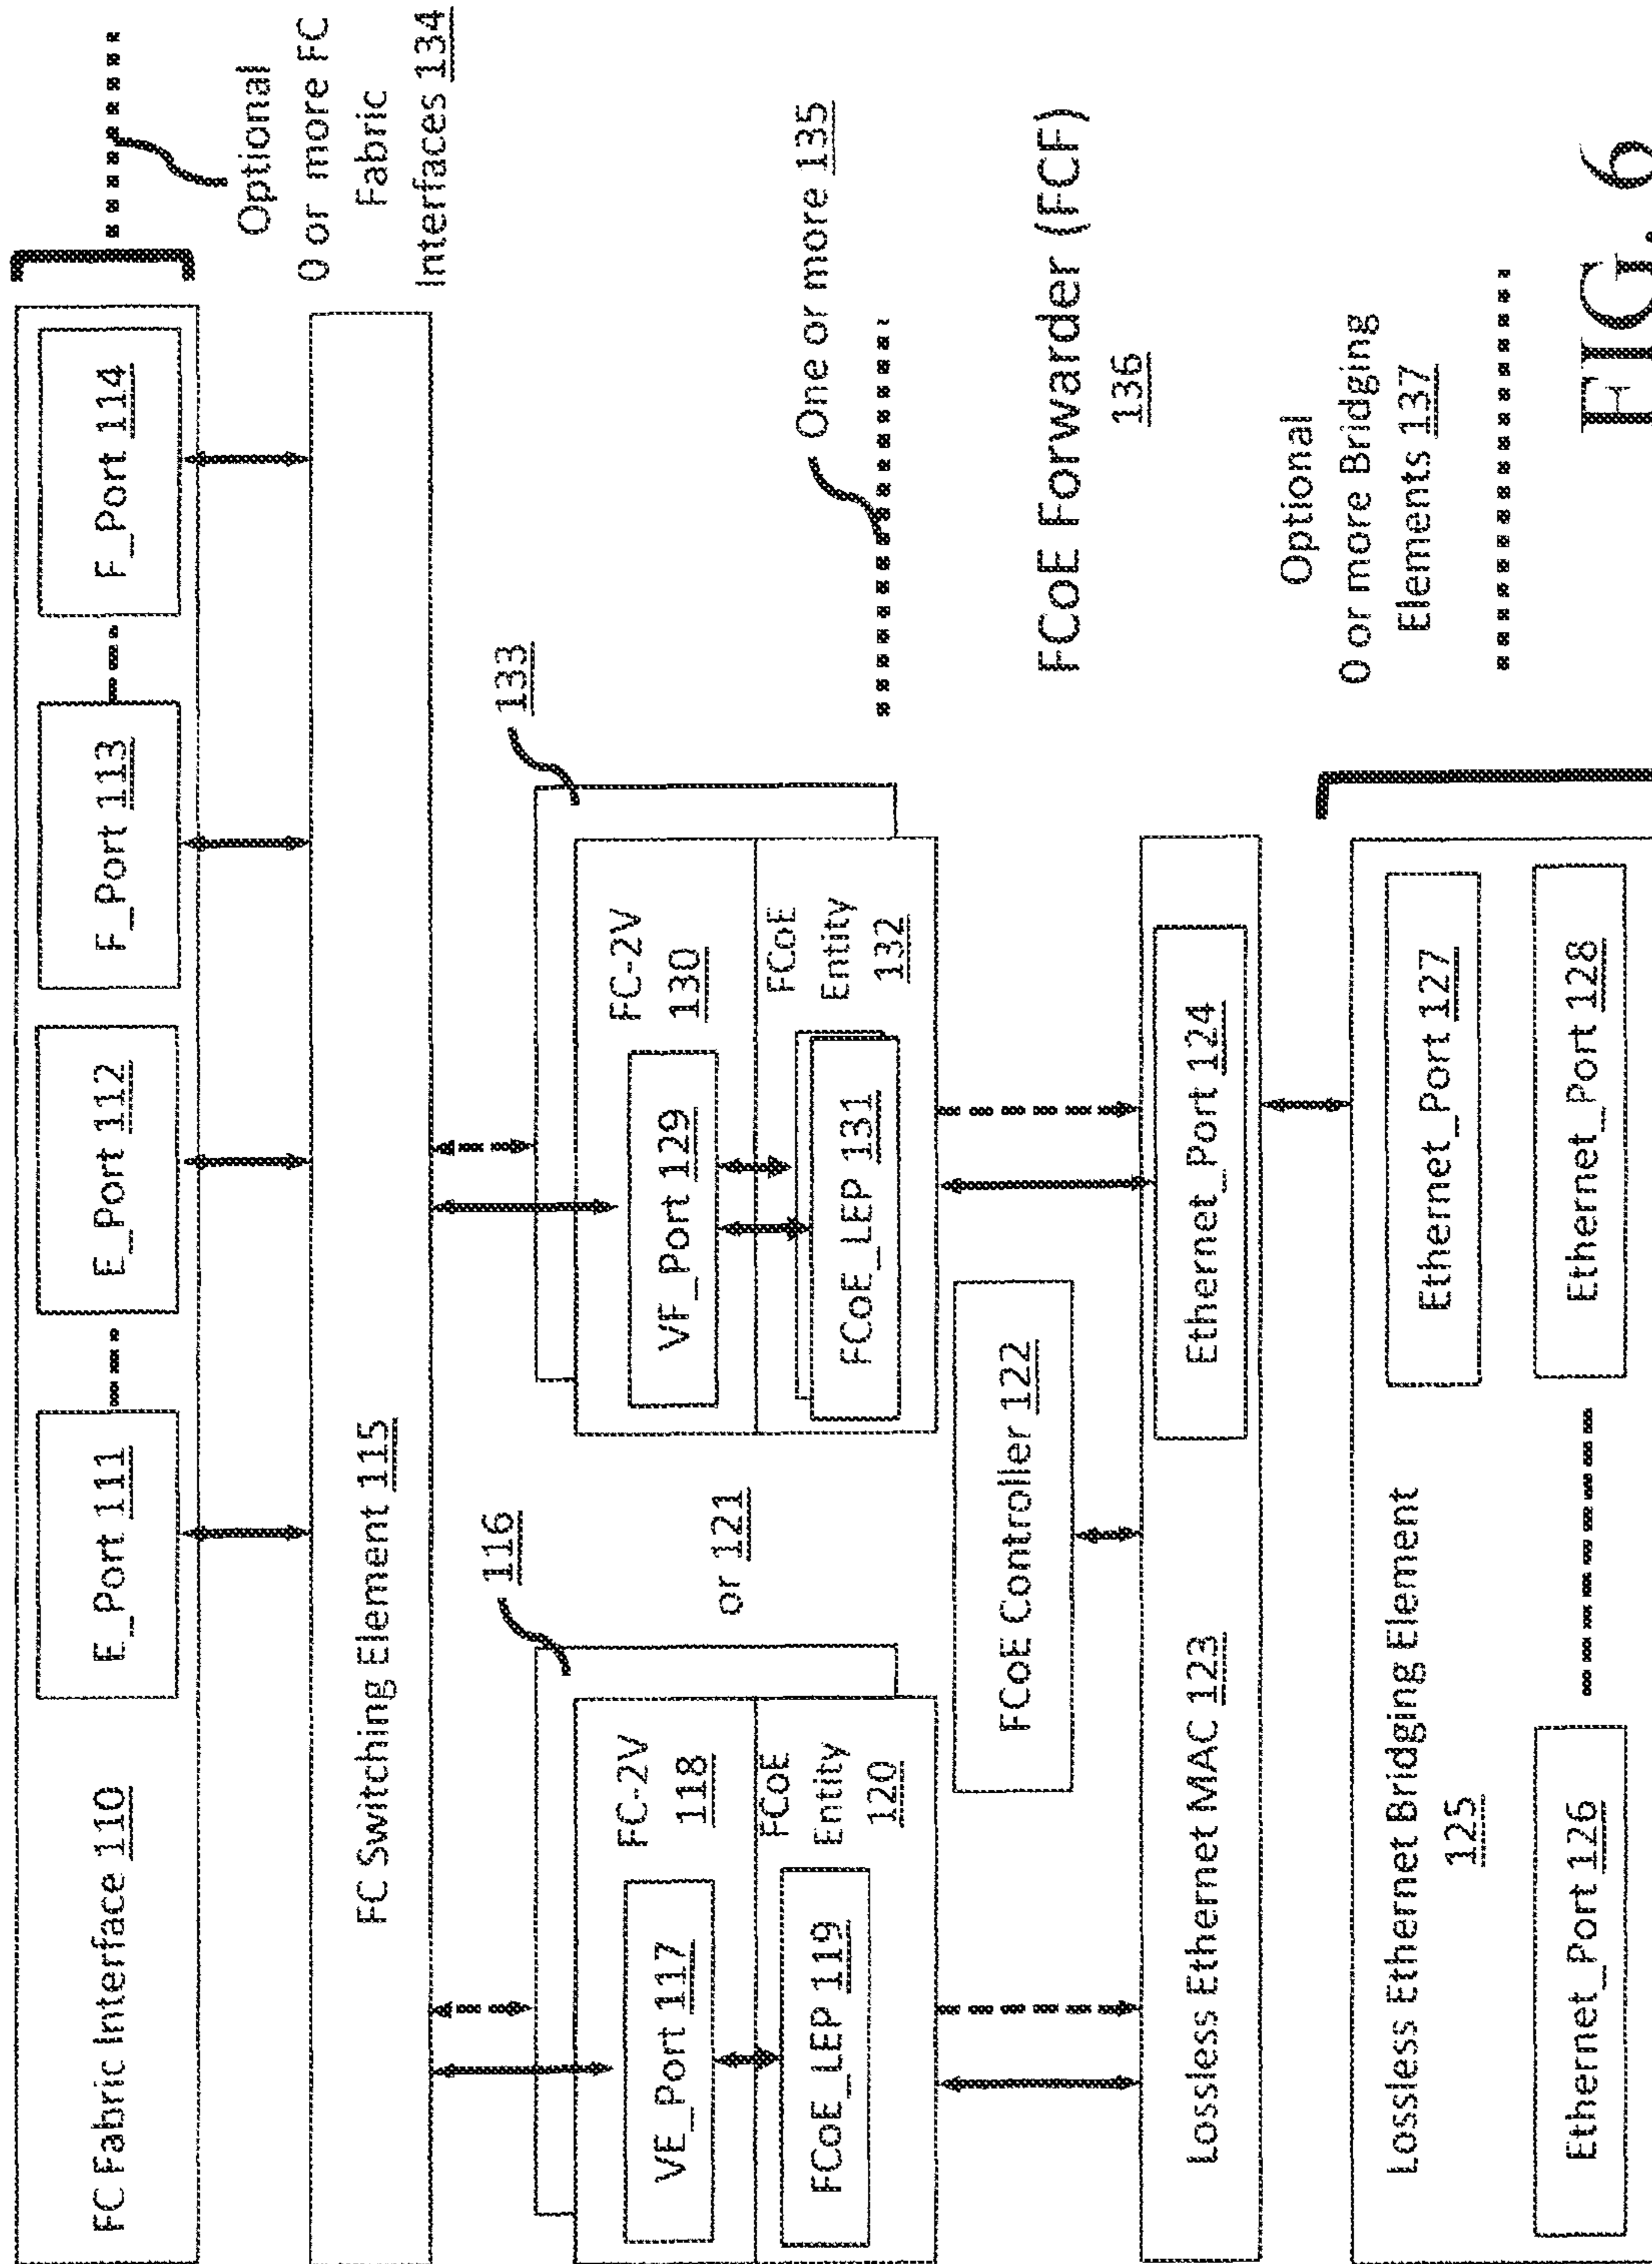 FC Fabric Interface 110
E_Port 111
E_Port 112
F_Port 113
F_Port 114
Optional
0 or more FC
Fabric
Interfaces 134
FC Switching Element 115
116
133
VE_Port 117
FC-2V
118
FCoE_LEP 119
FCoE
Entity
120
or 121
VF_Port 129
FC-2V
130
FCoE_LEP 131
FCoE
Entity
132
One or more 135
FCoE Controller 122
FCoE Forwarder (FCF)
136
Lossless Ethernet MAC 123
Ethernet_Port 124
Optional
0 or more Bridging
Elements 137
Lossless Ethernet Bridging Element
125
Ethernet_Port 127
Ethernet_Port 126
Ethernet_Port 128
FIG. 6